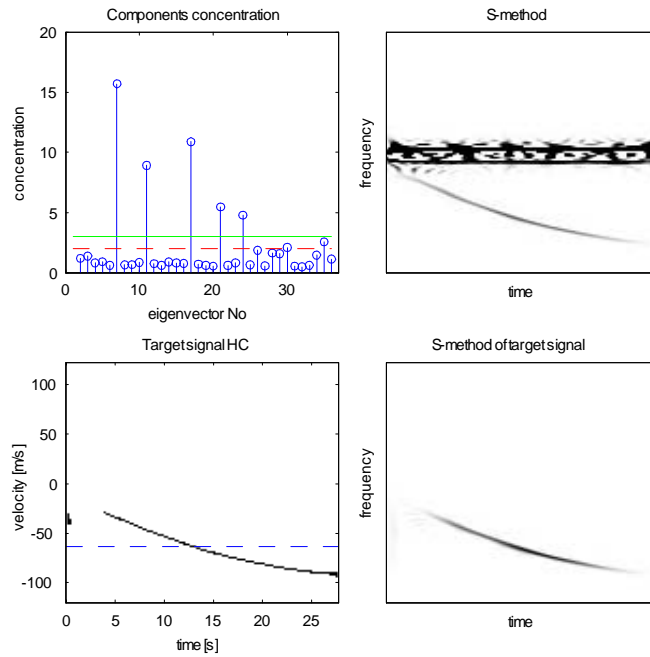 Components concentration
20
15
10
5
0
concentration
0 10 20 30
eigenvector No
S-method
frequency
time
Target signal HC
100
50
0
-50
-100
velocity [m/s]
0 5 10 15 20 25
time [s]
S-method of target signal
frequency
time